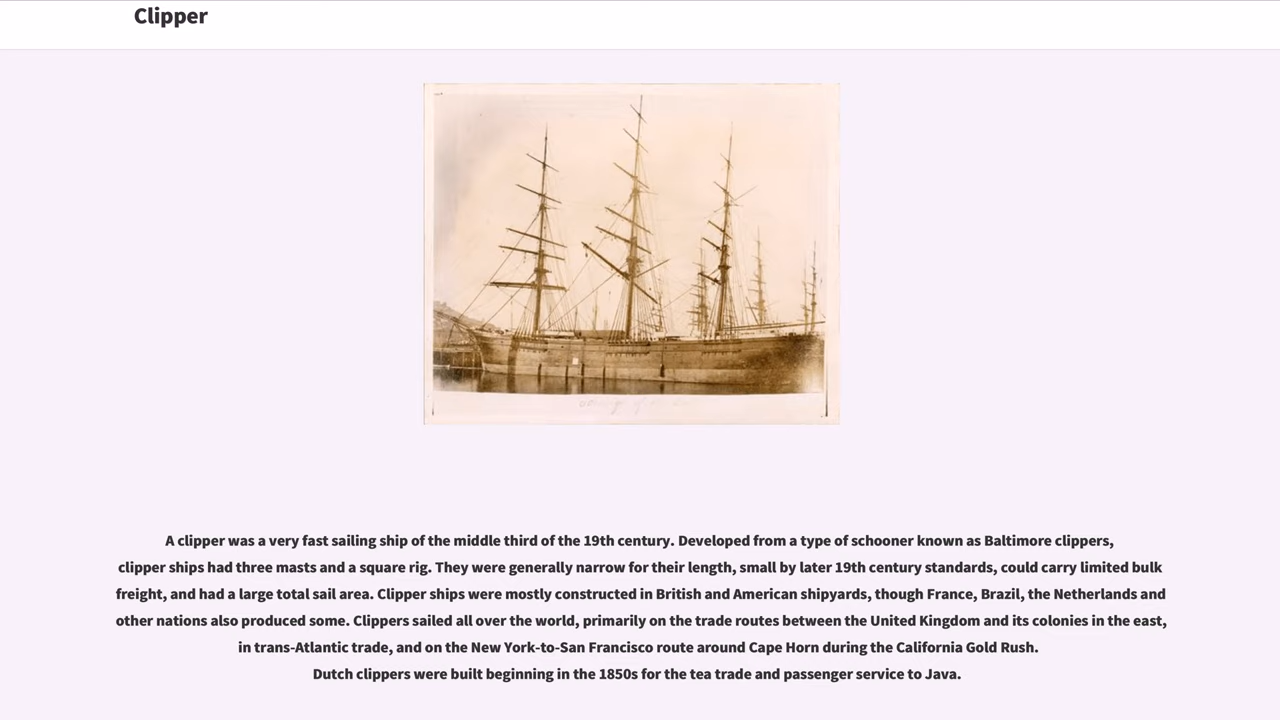 Clipper
A clipper was a very fast sailing ship of the middle third of the 19th century. Developed from a type of schooner known as Baltimore clippers,
clipper ships had three masts and a square rig. They were generally narrow for their length, small by later 19th century standards, could carry limited bulk
freight, and had a large total sail area. Clipper ships were mostly constructed in British and American shipyards, though France, Brazil, the Netherlands and
other nations also produced some. Clippers sailed all over the world, primarily on the trade routes between the United Kingdom and its colonies in the east,
in trans-Atlantic trade, and on the New York-to-San Francisco route around Cape Horn during the California Gold Rush.
Dutch clippers were built beginning in the 1850s for the tea trade and passenger service to Java.